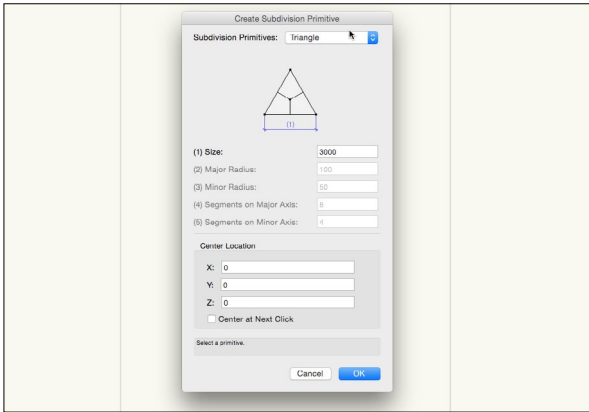 Create Subdivision Primitive
Subdivision Primitives: Triangle
(1)
(1) Size: 3000
(2) Major Radius: 100
(3) Minor Radius: 50
(4) Segments on Major Axis: 8
(5) Segments on Minor Axis: 4
Center Location
X: 0
Y: 0
Z: 0
Center at Next Click
Select a primitive.
Cancel OK